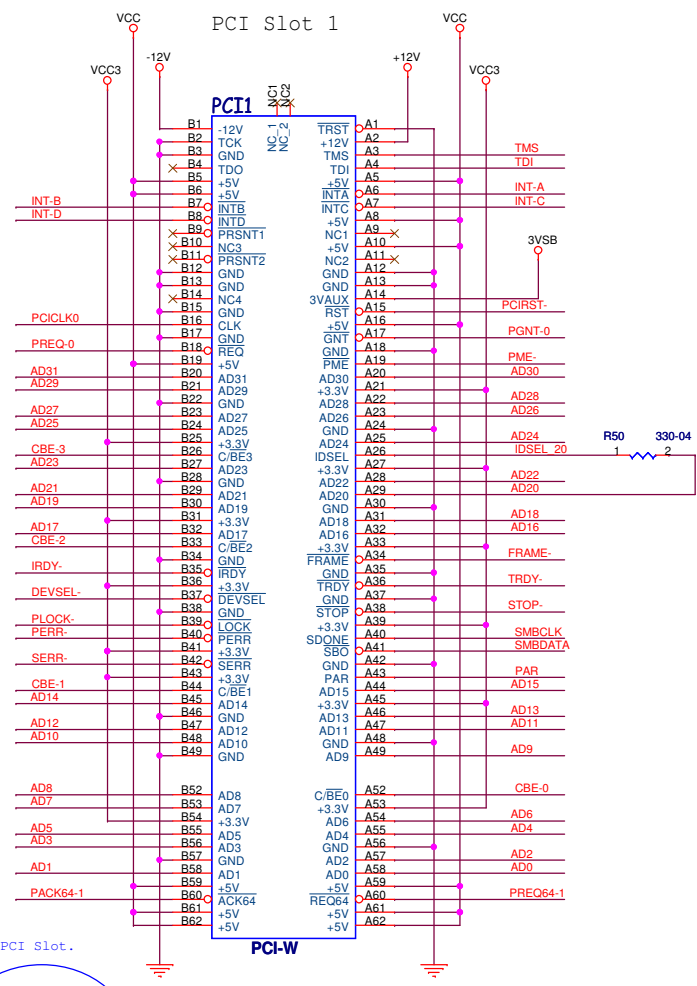 PCI Slot 1
VCC
VCC
VCC3
-12V
+12V
VCC3
NC1
NC2
PCI1
NC_1
NC_2
B1 -12V TRST A1
B2 TCK +12V A2
B3 GND TMS A3 TMS
B4 TDO TDI A4 TDI
B5 +5V +5V A5
B6 +5V INTA A6 INT-A
INT-B B7 INTB INTC A7 INT-C
INT-D B8 INTD +5V A8
B9 PRSNT1 NC1 A9
B10 NC3 +5V A10
B11 PRSNT2 NC2 A11
3VSB
B12 GND GND A12
B13 GND GND A13
B14 NC4 3VAUX A14
B15 GND RST A15 PCIRST-
PCICLK0 B16 CLK +5V A16
B17 GND GNT A17 PGNT-0
PREQ-0 B18 REQ GND A18
B19 +5V PME A19 PME-
AD31 B20 AD31 AD30 A20 AD30
AD29 B21 AD29 +3.3V A21
B22 GND AD28 A22 AD28
AD27 B23 AD27 AD26 A23 AD26
AD25 B24 AD25 GND A24
B25 +3.3V AD24 A25 AD24
CBE-3 B26 C/BE3 IDSEL A26 IDSEL_20
R50 330-04
1 2
AD23 B27 AD23 +3.3V A27
B28 GND AD22 A28 AD22
AD21 B29 AD21 AD20 A29 AD20
AD19 B30 AD19 GND A30
B31 +3.3V AD18 A31 AD18
AD17 B32 AD17 AD16 A32 AD16
CBE-2 B33 C/BE2 +3.3V A33
B34 GND FRAME A34 FRAME-
IRDY- B35 IRDY GND A35
B36 +3.3V TRDY A36 TRDY-
DEVSEL- B37 DEVSEL GND A37
B38 GND STOP A38 STOP-
PLOCK- B39 LOCK +3.3V A39
PERR- B40 PERR SDONE A40 SMBCLK
B41 +3.3V SBO A41 SMBDATA
SERR- B42 SERR GND A42
B43 +3.3V PAR A43 PAR
CBE-1 B44 C/BE1 AD15 A44 AD15
AD14 B45 AD14 +3.3V A45
B46 GND AD13 A46 AD13
AD12 B47 AD12 AD11 A47 AD11
AD10 B48 AD10 GND A48
B49 GND AD9 A49 AD9
AD8 B52 AD8 C/BE0 A52 CBE-0
AD7 B53 AD7 +3.3V A53
B54 +3.3V AD6 A54 AD6
AD5 B55 AD5 AD4 A55 AD4
AD3 B56 AD3 GND A56
B57 GND AD2 A57 AD2
AD1 B58 AD1 AD0 A58 AD0
B59 +5V +5V A59
PACK64-1 B60 ACK64 REQ64 A60 PREQ64-1
B61 +5V +5V A61
B62 +5V +5V A62
PCI-W
PCI Slot.